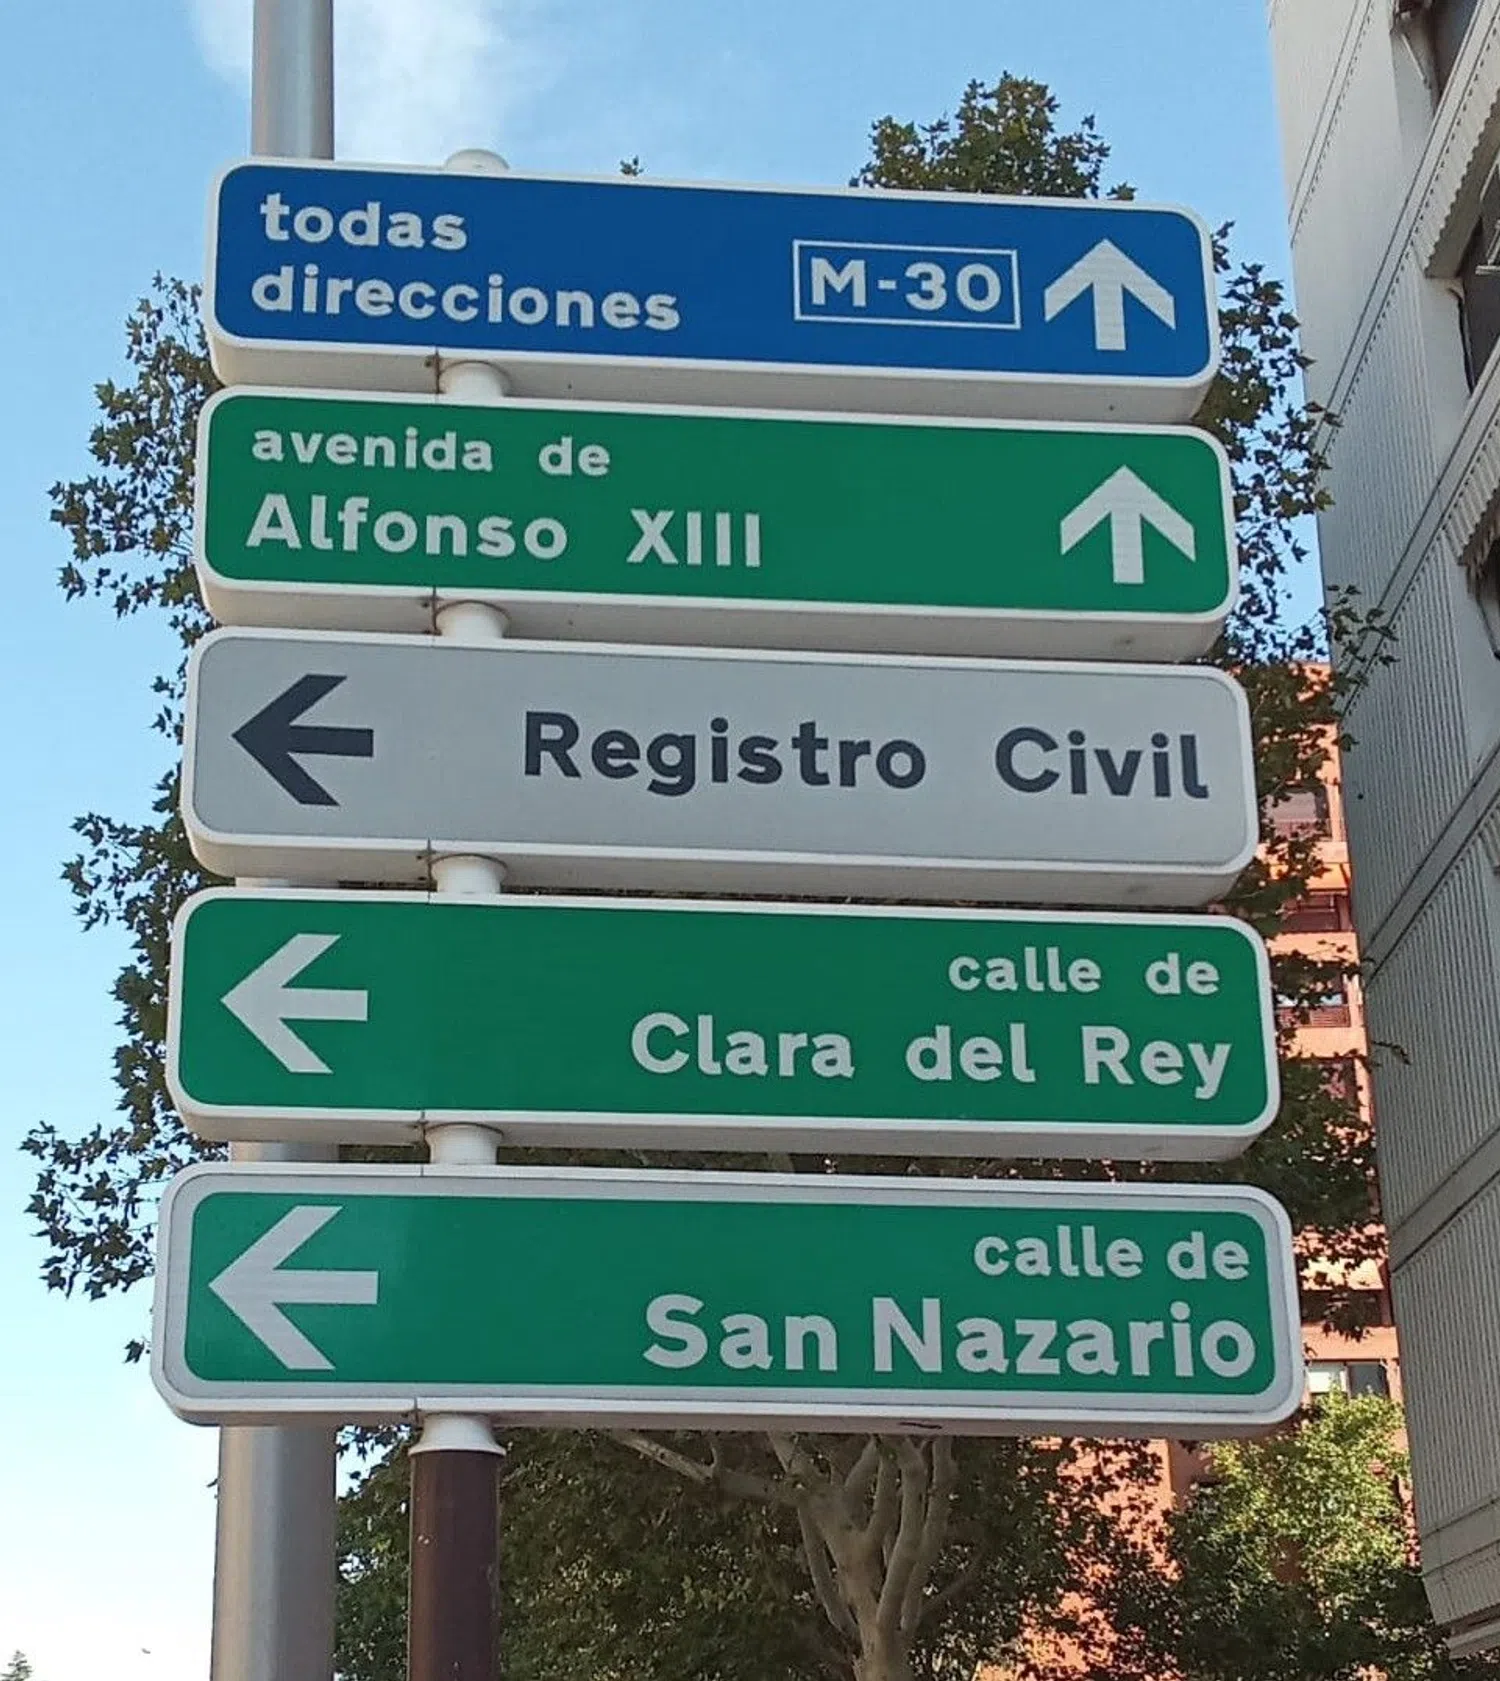 todas
direcciones M-30
avenida de
Alfonso XIII
Registro Civil
calle de
Clara del Rey
calle de
San Nazario